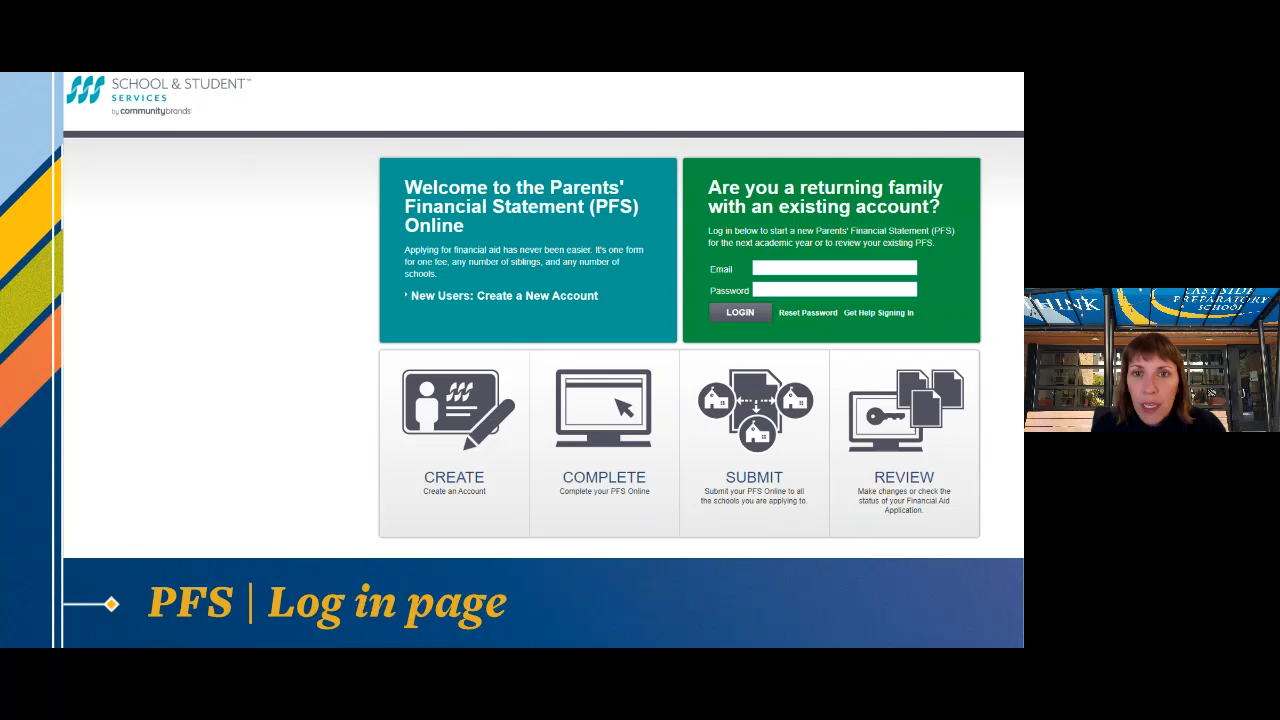 SCHOOL & STUDENT™
SERVICES
by communitybrands
Welcome to the Parents'
Financial Statement (PFS)
Online
Applying for financial aid has never been easier. It's one form
for one fee, any number of siblings, and any number of
schools.
New Users: Create a New Account
Are you a returning family
with an existing account?
Log in below to start a new Parents' Financial Statement (PFS)
for the next academic year or to review your existing PFS.
Email
Password
LOGIN Reset Password Get Help Signing In
CREATE
Create an Account
COMPLETE
Complete your PFS Online
SUBMIT
Submit your PFS Online to all
the schools you are applying to.
REVIEW
Make changes or check the
status of your Financial Aid
Application.
PFS | Log in page
THINK
EASTSIDE
PREPARATORY
SCHOOL